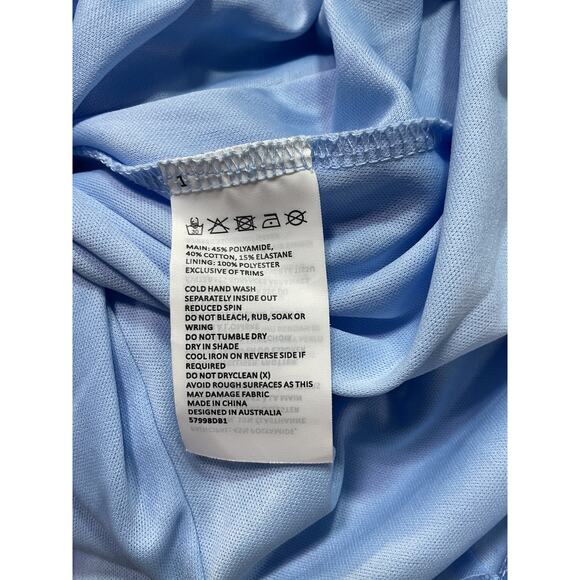 1
30
MAIN: 45% POLYAMIDE,
40% COTTON, 15% ELASTANE
LINING: 100% POLYESTER
EXCLUSIVE OF TRIMS
COLD HAND WASH
SEPARATELY INSIDE OUT
REDUCED SPIN
DO NOT BLEACH, RUB, SOAK OR
WRING
DO NOT TUMBLE DRY
DRY IN SHADE
COOL IRON ON REVERSE SIDE IF
REQUIRED
DO NOT DRYCLEAN (X)
AVOID ROUGH SURFACES AS THIS
MAY DAMAGE FABRIC
MADE IN CHINA
DESIGNED IN AUSTRALIA
57998DB1